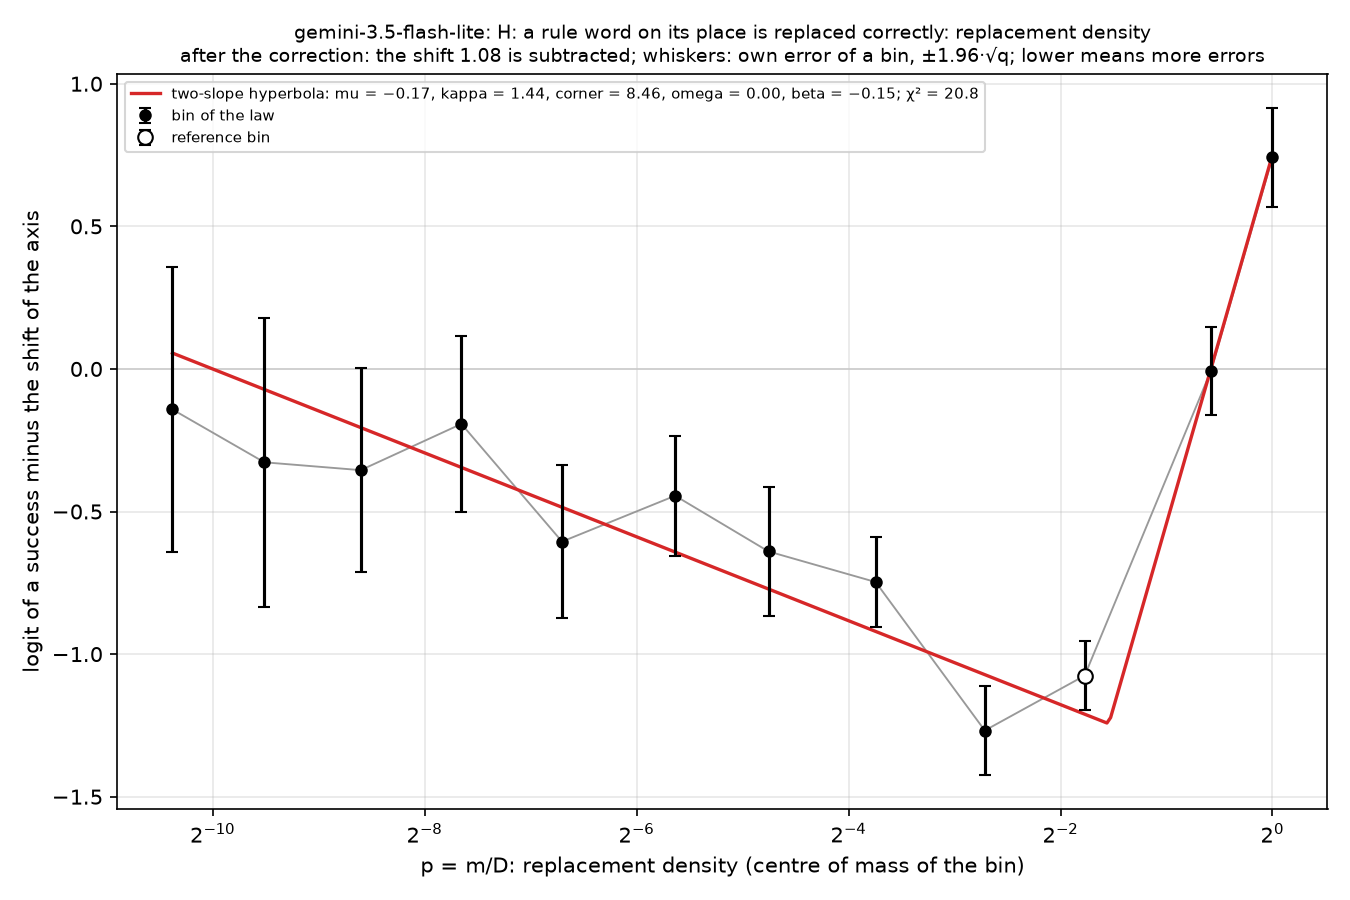 gemini-3.5-flash-lite: H: a rule word on its place is replaced correctly: replacement density
after the correction: the shift 1.08 is subtracted; whiskers: own error of a bin, ±1.96·√q; lower means more errors
two-slope hyperbola: mu = −0.17, kappa = 1.44, corner = 8.46, omega = 0.00, beta = −0.15; χ² = 20.8
bin of the law
reference bin
logit of a success minus the shift of the axis
1.0
0.5
0.0
−0.5
−1.0
−1.5
2⁻¹⁰ 2⁻⁸ 2⁻⁶ 2⁻⁴ 2⁻² 2⁰
p = m/D: replacement density (centre of mass of the bin)